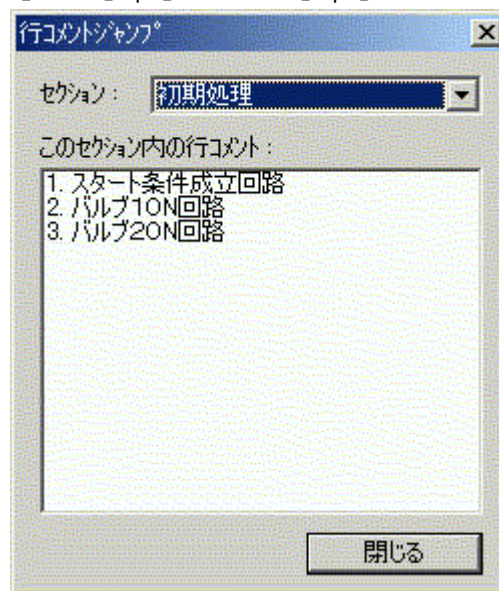 行ｺﾒﾝﾄｼﾞｬﾝﾌﾟ
ｾｸｼｮﾝ： 初期処理
このｾｸｼｮﾝ内の行ｺﾒﾝﾄ：
1. スタート条件成立回路
2. バルブ1ON回路
3. バルブ2ON回路
閉じる